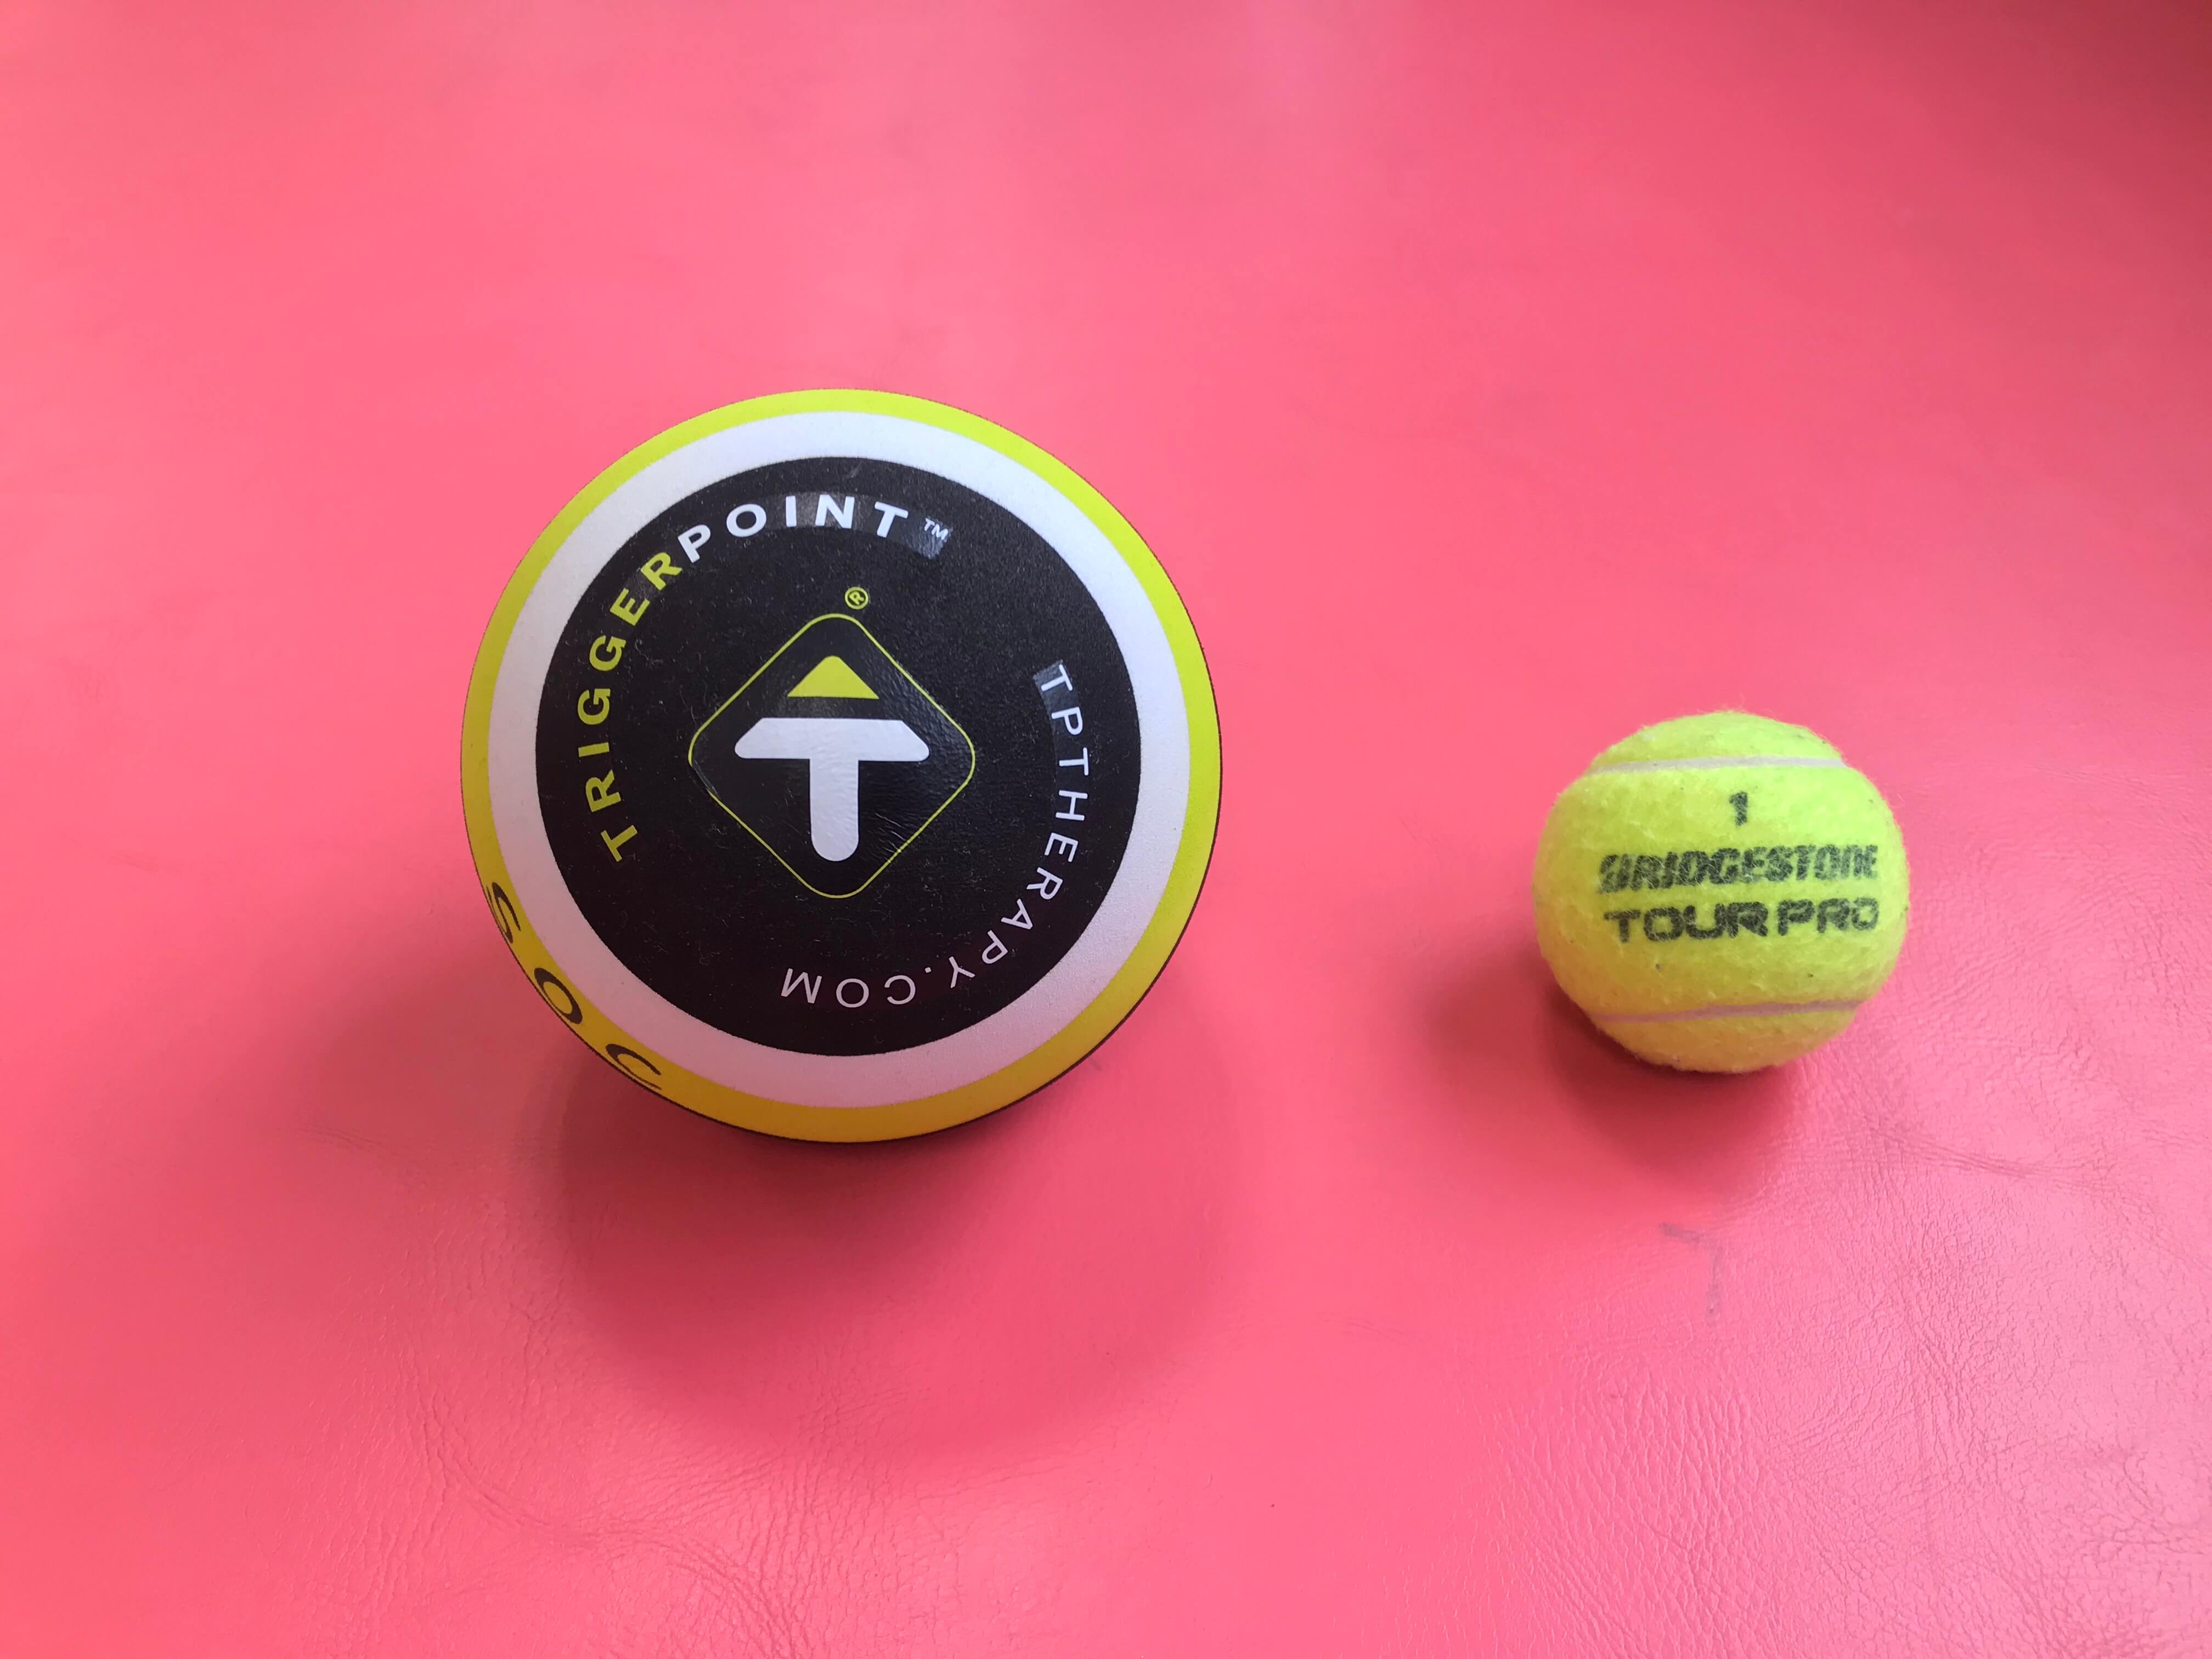 TRIGGERPOINT™
®
T
TPTHERAPY.COM
1
BRIDGESTONE
TOUR PRO